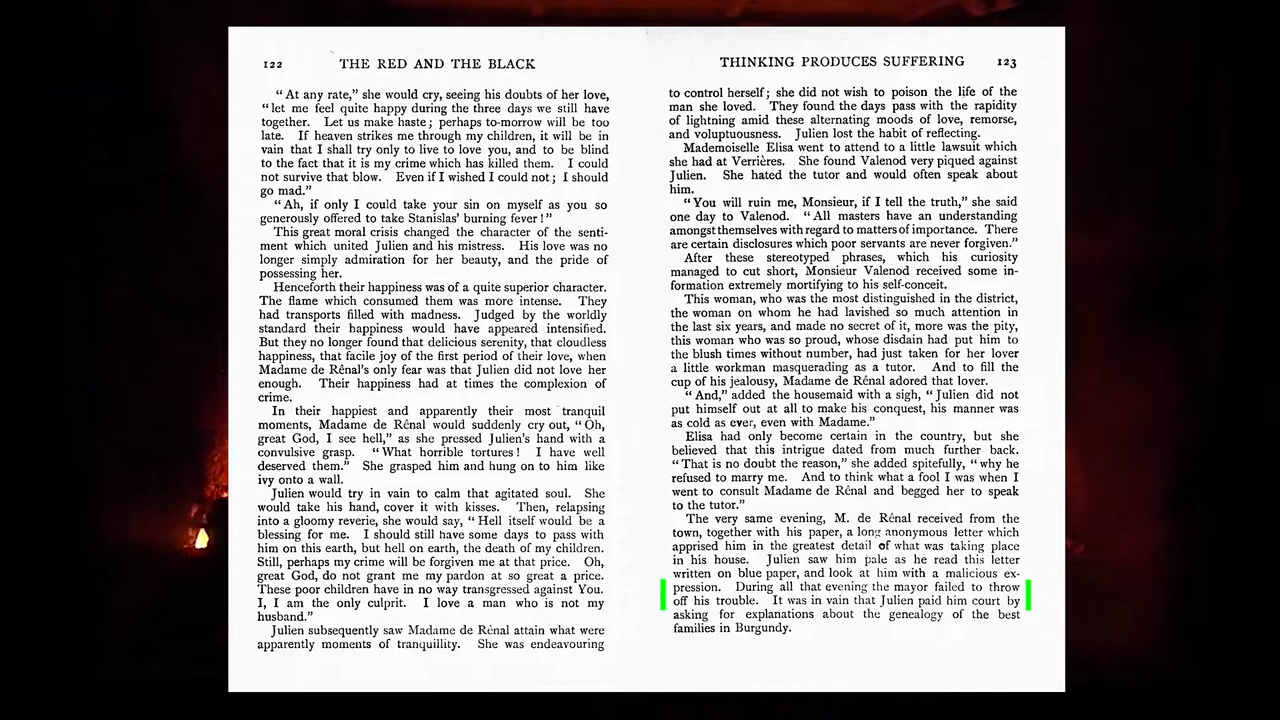 122 THE RED AND THE BLACK
“At any rate,” she would cry, seeing his doubts of her love,
“let me feel quite happy during the three days we still have
together. Let us make haste; perhaps to-morrow will be too
late. If heaven strikes me through my children, it will be in
vain that I shall try only to live to love you, and to be blind
to the fact that it is my crime which has killed them. I could
not survive that blow. Even if I wished I could not; I should
go mad.”
“Ah, if only I could take your sin on myself as you so
generously offered to take Stanislas’ burning fever!”
This great moral crisis changed the character of the senti-
ment which united Julien and his mistress. His love was no
longer simply admiration for her beauty, and the pride of
possessing her.
Henceforth their happiness was of a quite superior character.
The flame which consumed them was more intense. They
had transports filled with madness. Judged by the worldly
standard their happiness would have appeared intensified.
But they no longer found that delicious serenity, that cloudless
happiness, that facile joy of the first period of their love, when
Madame de Rênal’s only fear was that Julien did not love her
enough. Their happiness had at times the complexion of
crime.
In their happiest and apparently their most tranquil
moments, Madame de Rênal would suddenly cry out, “Oh,
great God, I see hell,” as she pressed Julien’s hand with a
convulsive grasp. “What horrible tortures! I have well
deserved them.” She grasped him and hung on to him like
ivy onto a wall.
Julien would try in vain to calm that agitated soul. She
would take his hand, cover it with kisses. Then, relapsing
into a gloomy reverie, she would say, “Hell itself would be a
blessing for me. I should still have some days to pass with
him on this earth, but hell on earth, the death of my children.
Still, perhaps my crime will be forgiven me at that price. Oh,
great God, do not grant me my pardon at so great a price.
These poor children have in no way transgressed against You.
I, I am the only culprit. I love a man who is not my
husband.”
Julien subsequently saw Madame de Rênal attain what were
apparently moments of tranquillity. She was endeavouring
THINKING PRODUCES SUFFERING 123
to control herself; she did not wish to poison the life of the
man she loved. They found the days pass with the rapidity
of lightning amid these alternating moods of love, remorse,
and voluptuousness. Julien lost the habit of reflecting.
Mademoiselle Elisa went to attend to a little lawsuit which
she had at Verrières. She found Valenod very piqued against
Julien. She hated the tutor and would often speak about
him.
“You will ruin me, Monsieur, if I tell the truth,” she said
one day to Valenod. “All masters have an understanding
amongst themselves with regard to matters of importance. There
are certain disclosures which poor servants are never forgiven.”
After these stereotyped phrases, which his curiosity
managed to cut short, Monsieur Valenod received some in-
formation extremely mortifying to his self-conceit.
This woman, who was the most distinguished in the district,
the woman on whom he had lavished so much attention in
the last six years, and made no secret of it, more was the pity,
this woman who was so proud, whose disdain had put him to
the blush times without number, had just taken for her lover
a little workman masquerading as a tutor. And to fill the
cup of his jealousy, Madame de Rênal adored that lover.
“And,” added the housemaid with a sigh, “Julien did not
put himself out at all to make his conquest, his manner was
as cold as ever, even with Madame.”
Elisa had only become certain in the country, but she
believed that this intrigue dated from much further back.
“That is no doubt the reason,” she added spitefully, “why he
refused to marry me. And to think what a fool I was when I
went to consult Madame de Rênal and begged her to speak
to the tutor.”
The very same evening, M. de Rênal received from the
town, together with his paper, a long anonymous letter which
apprised him in the greatest detail of what was taking place
in his house. Julien saw him pale as he read this letter
written on blue paper, and look at him with a malicious ex-
pression. During all that evening the mayor failed to throw
off his trouble. It was in vain that Julien paid him court by
asking for explanations about the genealogy of the best
families in Burgundy.